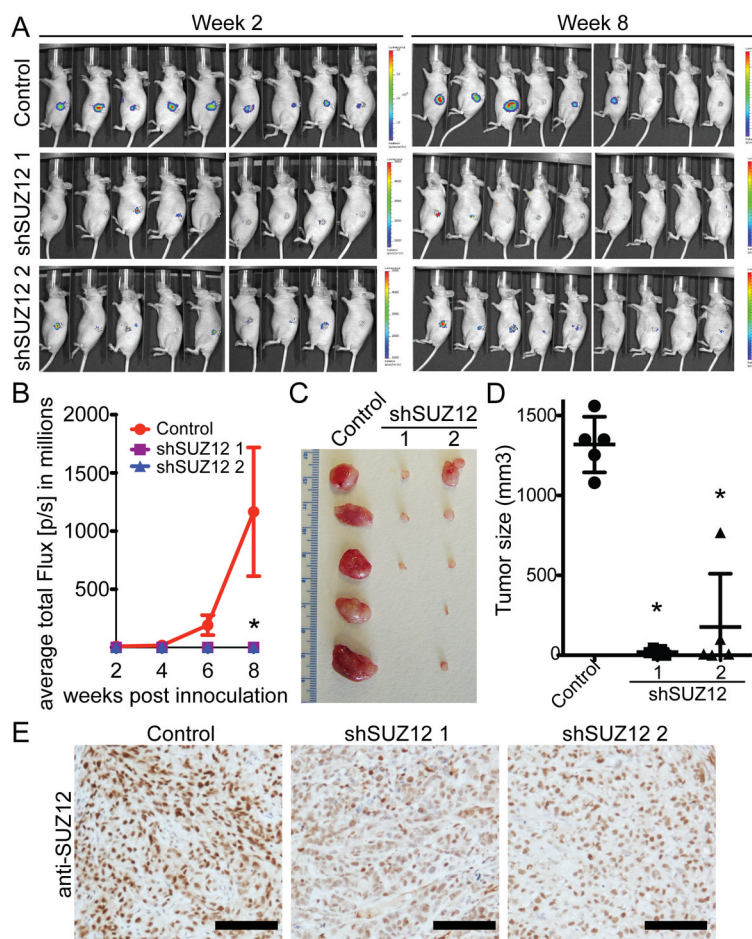 A
Week 2
Week 8
Control
shSUZ12 1
shSUZ12 2
B
2000
1500
1000
500
2 4 6 8
average total Flux [p/s] in millions
weeks post innoculation
Control
shSUZ12 1
shSUZ12 2
*
C
Control
shSUZ12
1 2
D
1500
1000
500
0
Tumor size (mm3)
*
*
Control
1 2
shSUZ12
E
Control
shSUZ12 1
shSUZ12 2
anti-SUZ12